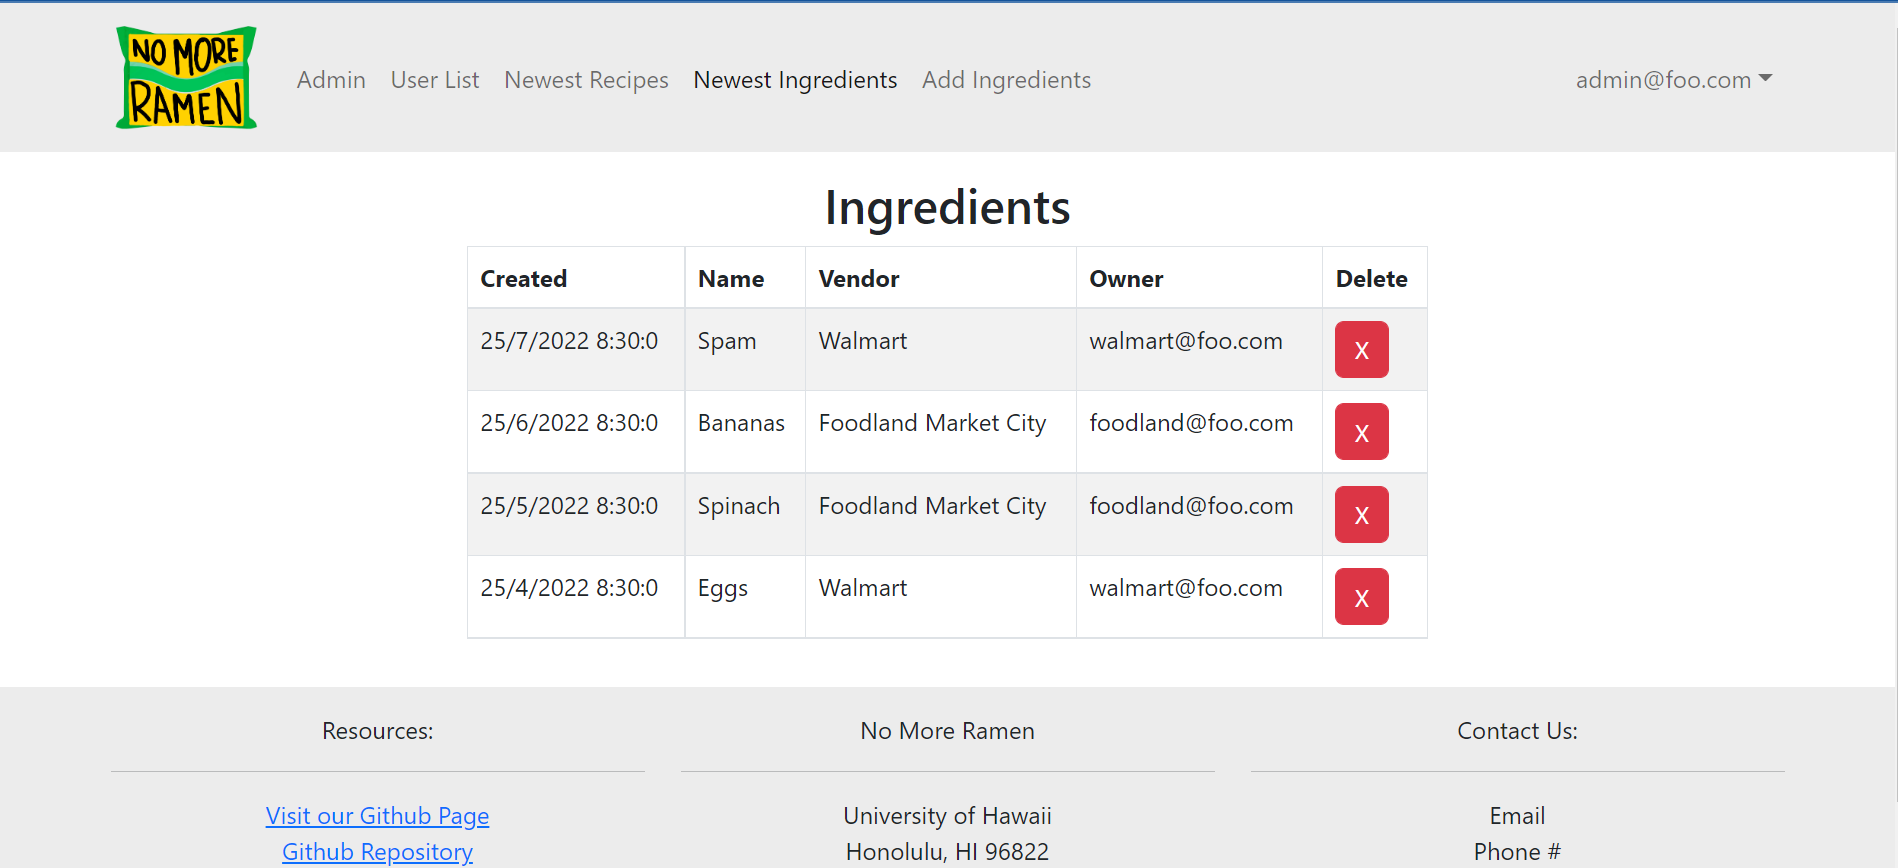 NO MORE
RAMEN
Admin User List Newest Recipes Newest Ingredients Add Ingredients admin@foo.com
Ingredients
Created Name Vendor Owner Delete
25/7/2022 8:30:0 Spam Walmart walmart@foo.com X
25/6/2022 8:30:0 Bananas Foodland Market City foodland@foo.com X
25/5/2022 8:30:0 Spinach Foodland Market City foodland@foo.com X
25/4/2022 8:30:0 Eggs Walmart walmart@foo.com X
Resources: No More Ramen Contact Us:
Visit our Github Page University of Hawaii Email
Github Repository Honolulu, HI 96822 Phone #